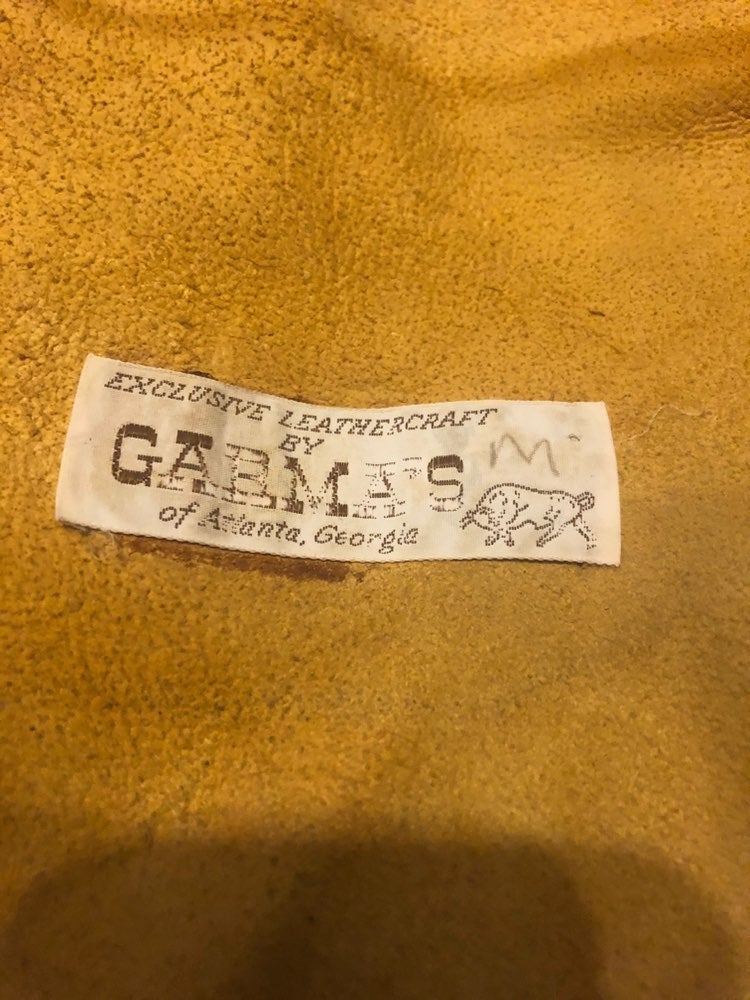 EXCLUSIVE LEATHERCRAFT
BY
GARMA'S
of Atlanta, Georgia
M